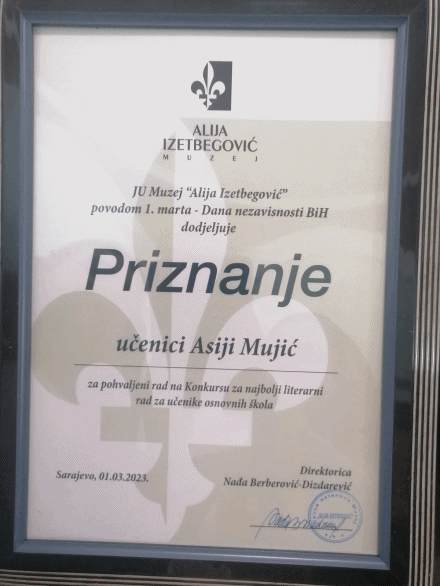 ALIJA
IZETBEGOVIĆ
MUZEJ
JU Muzej "Alija Izetbegović"
povodom 1. marta - Dana nezavisnosti BiH
dodjeljuje
Priznanje
učenici Asiji Mujić
za pohvaljeni rad na Konkursu za najbolji literarni
rad za učenike osnovnih škola
Sarajevo, 01.03.2023.
Direktorica
Nađa Berberović-Dizdarević